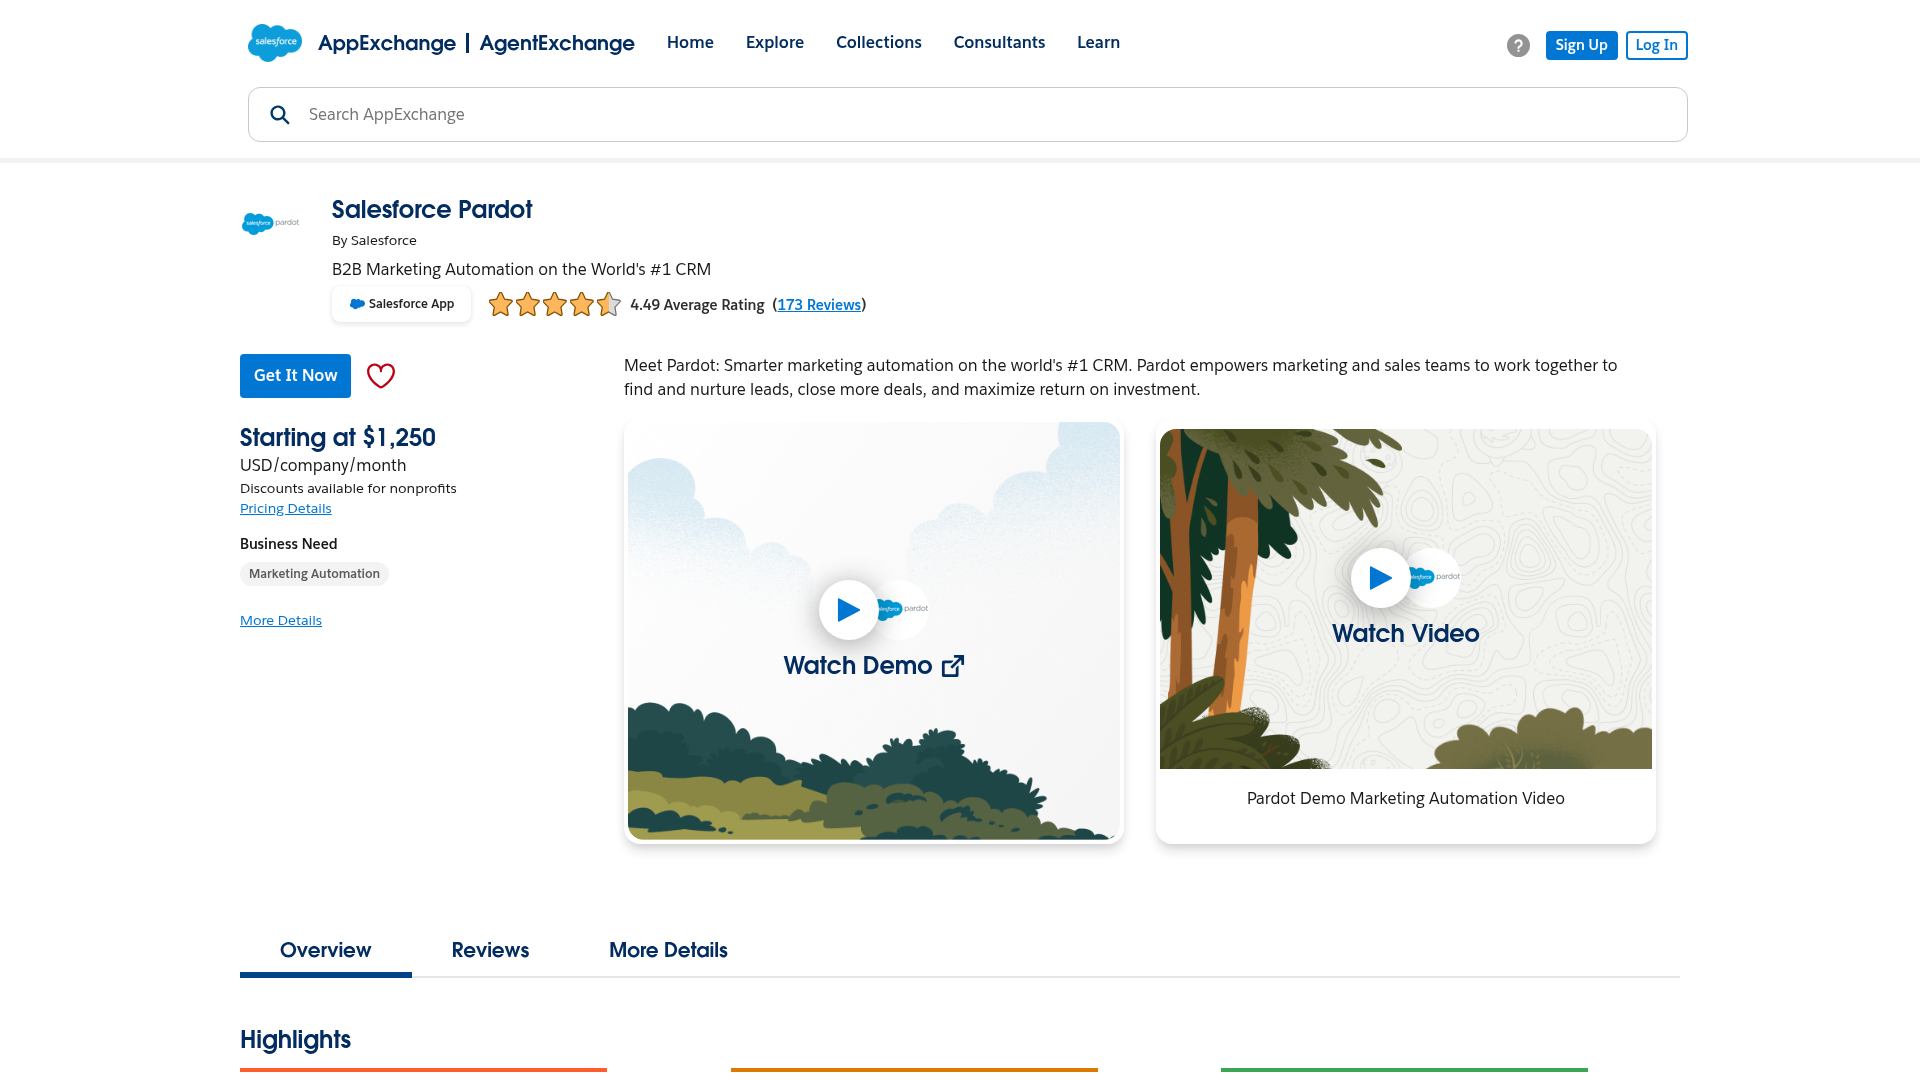 salesforce
AppExchange | AgentExchange
Home
Explore
Collections
Consultants
Learn
?
Sign Up
Log In
Search AppExchange
salesforce pardot
Salesforce Pardot
By Salesforce
B2B Marketing Automation on the World's #1 CRM
Salesforce App
4.49 Average Rating (173 Reviews)
Get It Now
Meet Pardot: Smarter marketing automation on the world's #1 CRM. Pardot empowers marketing and sales teams to work together to
find and nurture leads, close more deals, and maximize return on investment.
Starting at $1,250
USD/company/month
Discounts available for nonprofits
Pricing Details
Business Need
Marketing Automation
More Details
pardot
Watch Demo
pardot
Watch Video
Pardot Demo Marketing Automation Video
Overview
Reviews
More Details
Highlights